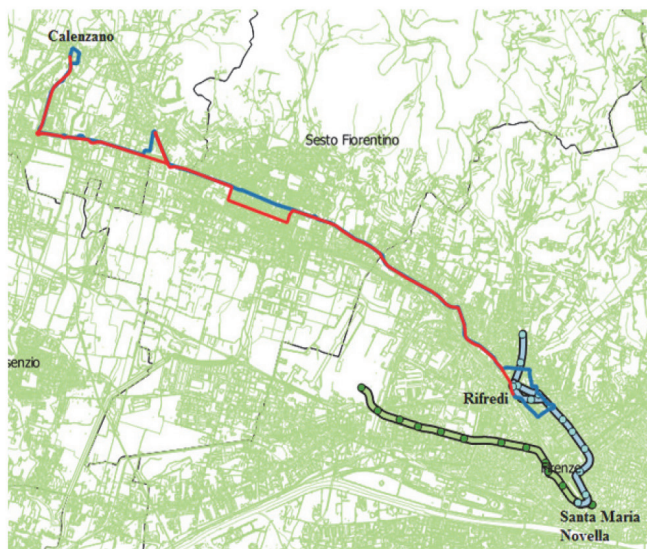 Calenzano
Sesto Fiorentino
senzio
Rifredi
Firenze
Santa Maria
Novella